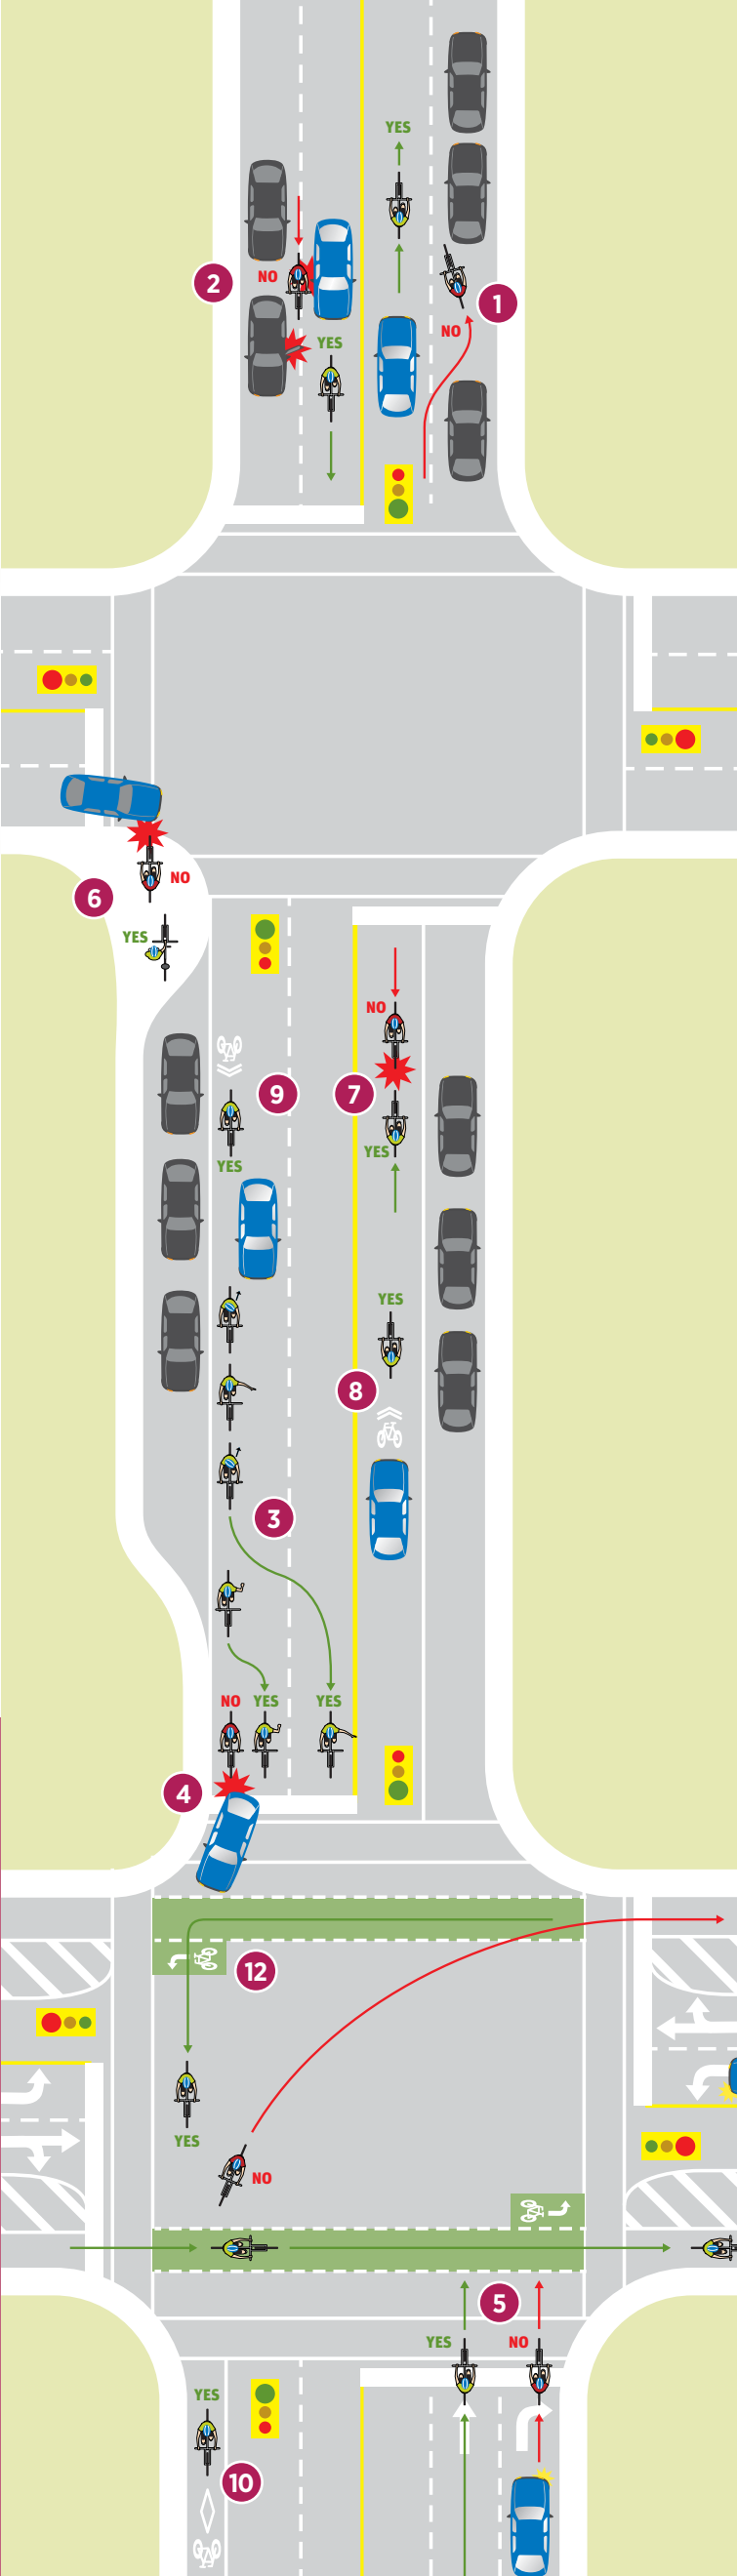 YES
2
NO
1
NO
YES
6
NO
YES
NO
9
7
YES
YES
YES
8
3
NO YES YES
4
12
YES
NO
5
YES NO
YES
10